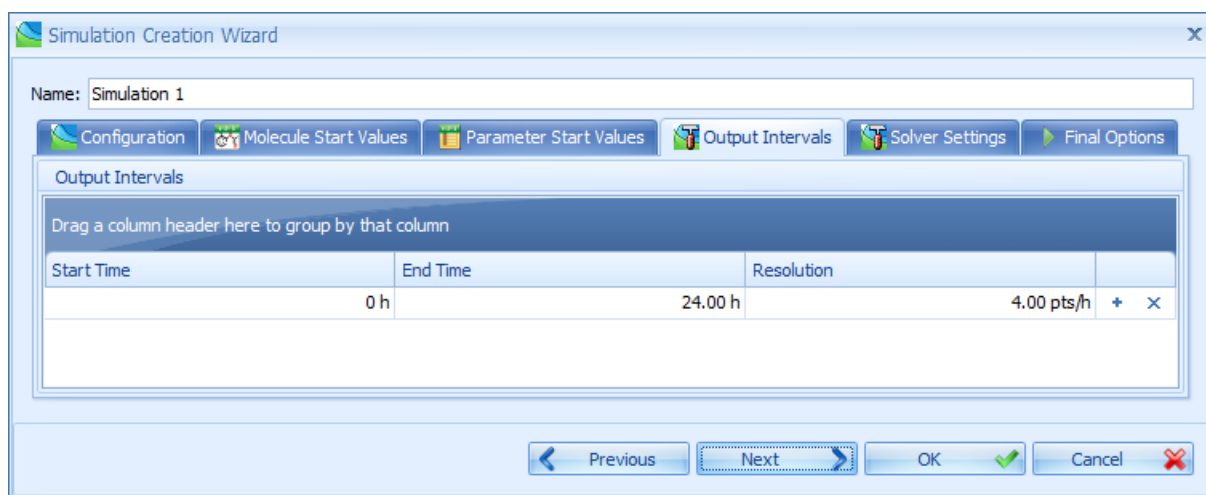 Simulation Creation Wizard
Name: Simulation 1
Configuration Molecule Start Values Parameter Start Values Output Intervals Solver Settings Final Options
Output Intervals
Drag a column header here to group by that column
Start Time End Time Resolution
0 h 24.00 h 4.00 pts/h
Previous Next OK Cancel